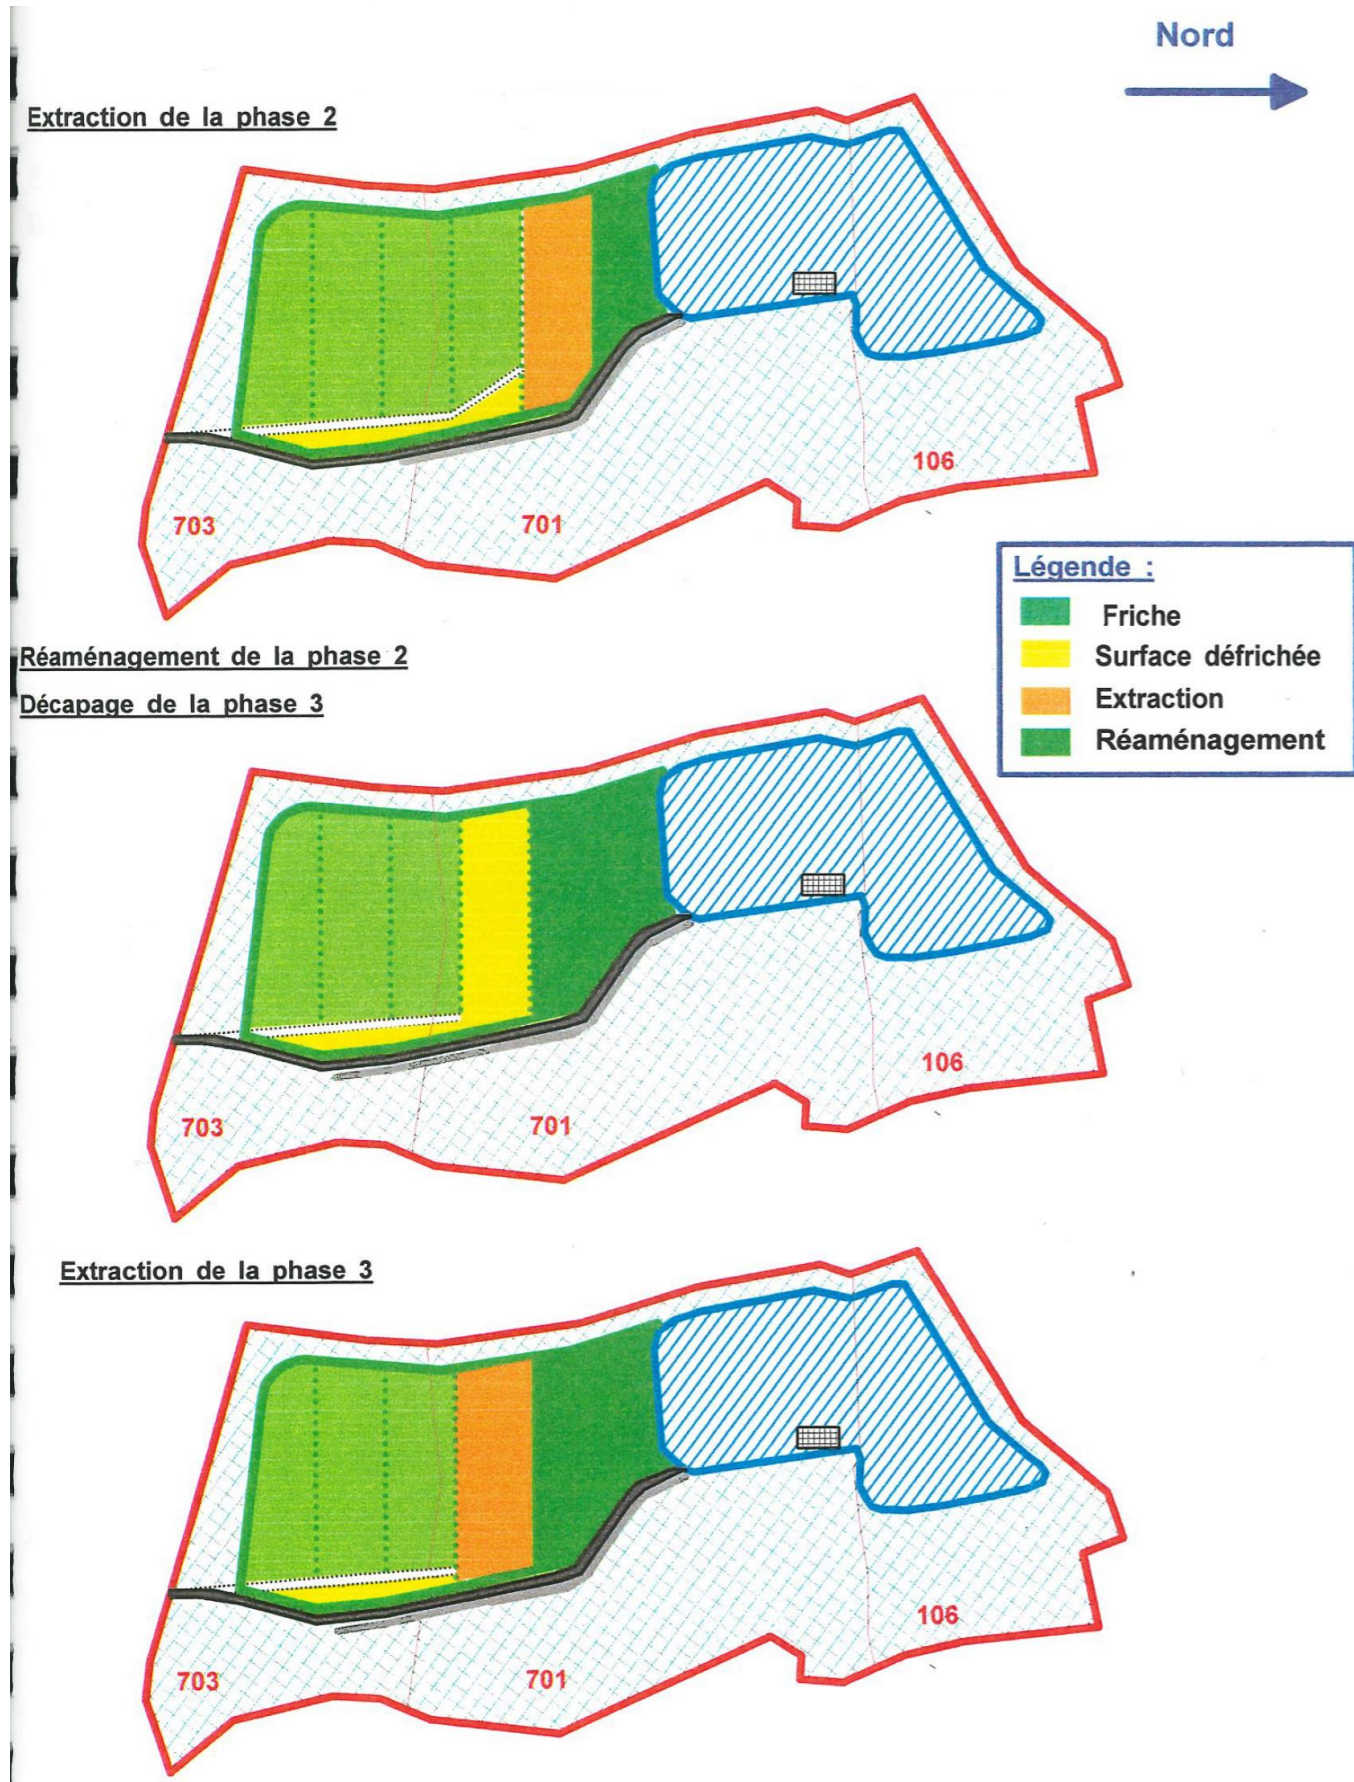 Nord
Extraction de la phase 2
106
703
701
Légende :
Friche
Surface défrichée
Extraction
Réaménagement
Réaménagement de la phase 2
Décapage de la phase 3
106
703
701
Extraction de la phase 3
106
703
701